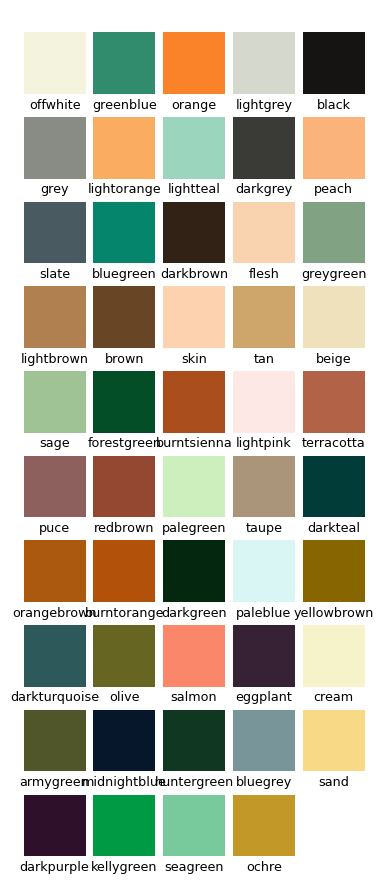 offwhite greenblue orange lightgrey black
grey lightorange lightteal darkgrey peach
slate bluegreen darkbrown flesh greygreen
lightbrown brown skin tan beige
sage forestgreen burntsienna lightpink terracotta
puce redbrown palegreen taupe darkteal
orangebrown burntorange darkgreen paleblue yellowbrown
darkturquoise olive salmon eggplant cream
armygreen midnightblue huntergreen bluegrey sand
darkpurple kellygreen seagreen ochre